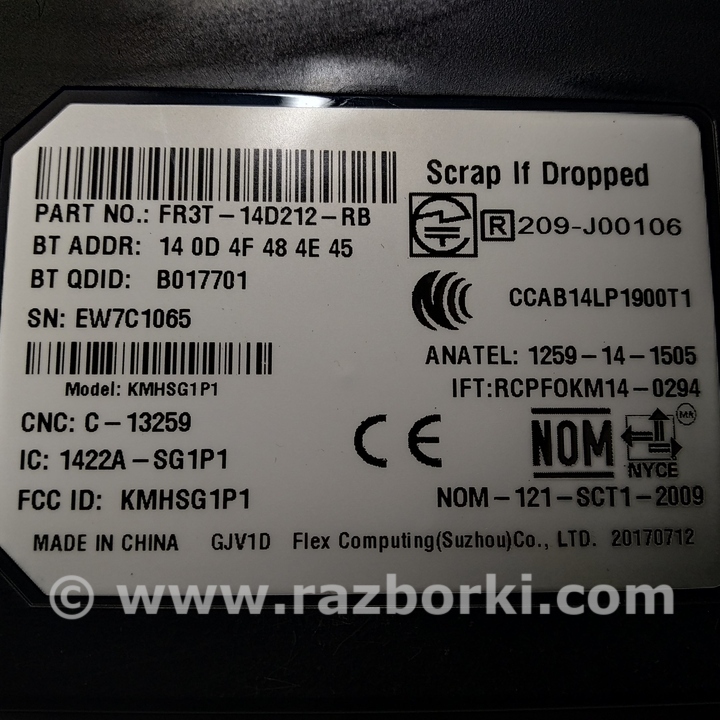 Scrap If Dropped
PART NO.: FR3T-14D212-RB
R 209-J00106
BT ADDR: 14 0D 4F 48 4E 45
BT QDID: B017701
CCAB14LP1900T1
SN: EW7C1065
ANATEL: 1259-14-1505
Model: KMHSG1P1
IFT:RCPFOKM14-0294
CNC: C-13259
CE
NOM
MR
NYCE
IC: 1422A-SG1P1
FCC ID: KMHSG1P1
NOM-121-SCT1-2009
MADE IN CHINA GJV1D Flex Computing(Suzhou)Co., LTD. 20170712
© www.razborki.com